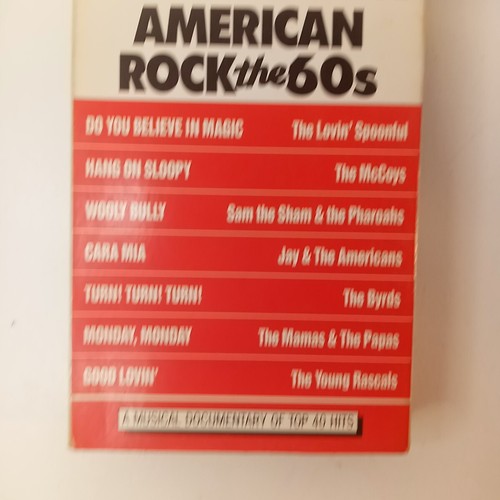 AMERICAN
ROCK the 60s
DO YOU BELIEVE IN MAGIC The Lovin' Spoonful
HANG ON SLOOPY The McCoys
WOOLY BULLY Sam the Sham & the Pharoahs
CARA MIA Jay & The Americans
TURN! TURN! TURN! The Byrds
MONDAY, MONDAY The Mamas & The Papas
GOOD LOVIN' The Young Rascals
A MUSICAL DOCUMENTARY OF TOP 40 HITS